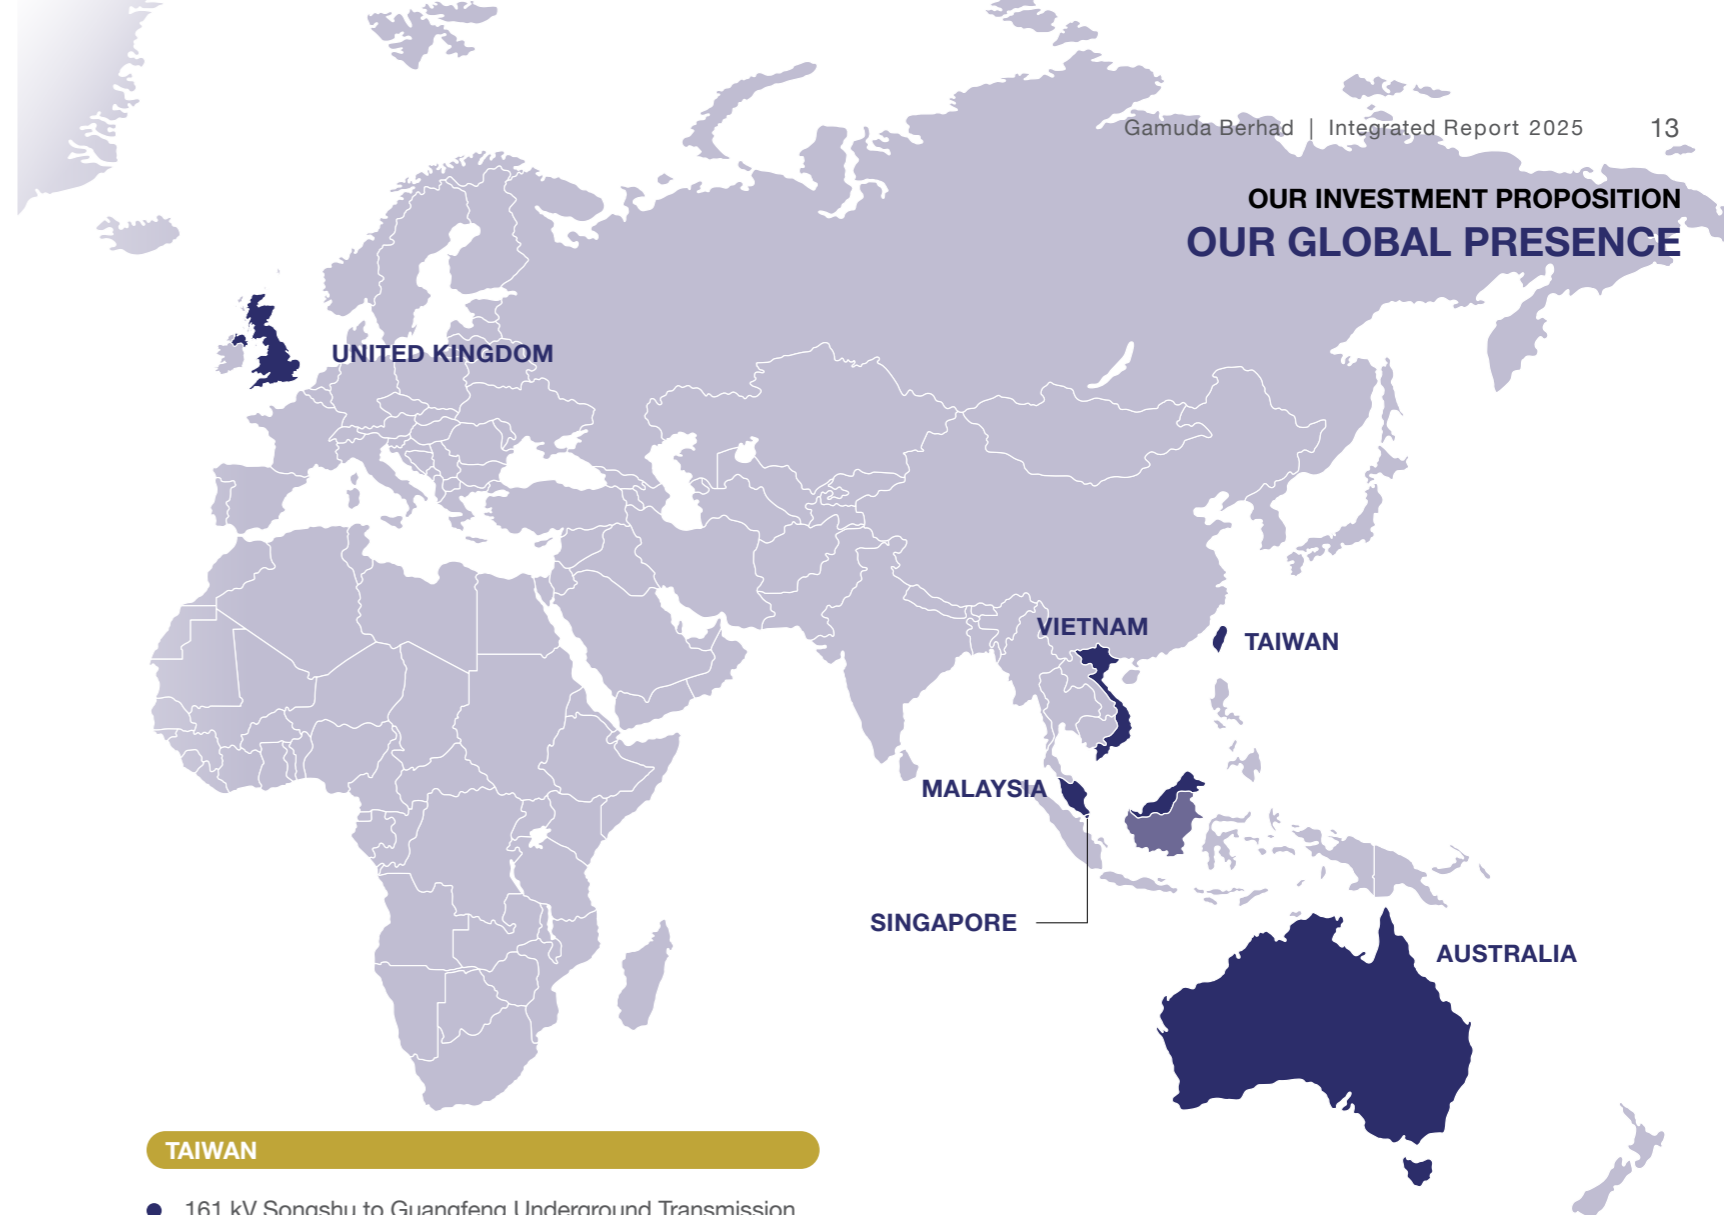 Gamuda Berhad | Integrated Report 2025 13
OUR INVESTMENT PROPOSITION
OUR GLOBAL PRESENCE
UNITED KINGDOM
VIETNAM
TAIWAN
MALAYSIA
SINGAPORE
AUSTRALIA
TAIWAN
● 161 kV Songshu to Guangfeng Underground Transmission